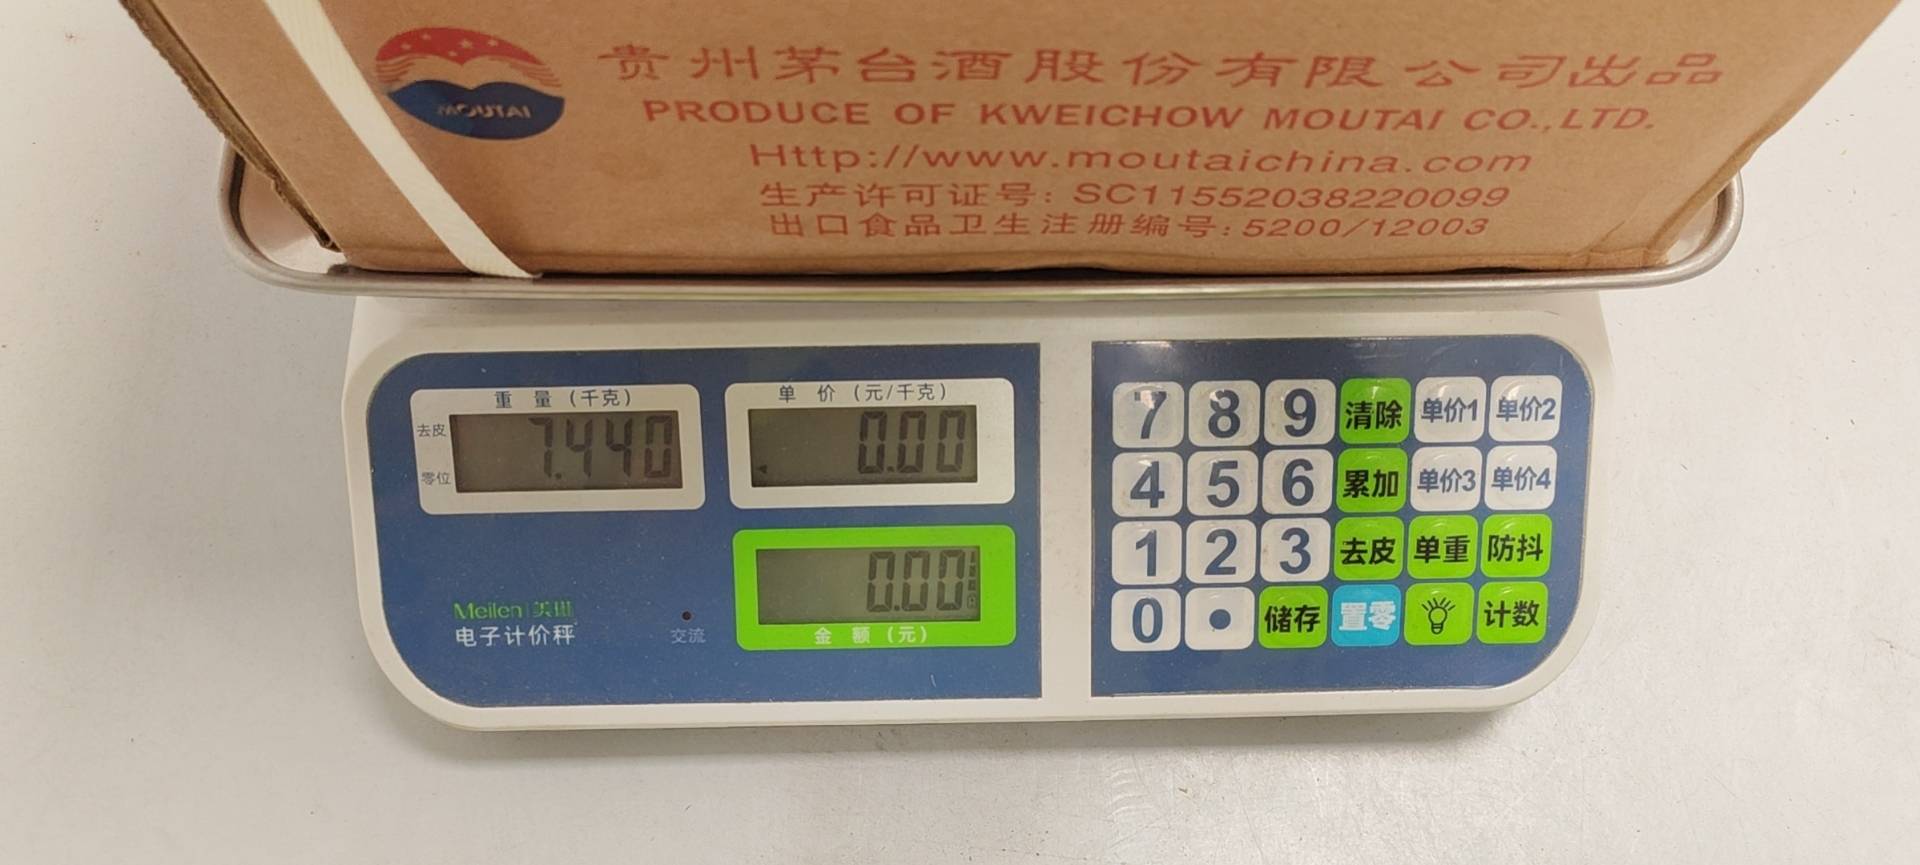 MOUTAI
贵州茅台酒股份有限公司出品
PRODUCE OF KWEICHOW MOUTAI CO.,LTD.
Http://www.moutaichina.com
生产许可证号: SC11552038220099
出口食品卫生注册编号: 5200/12003
重 量 (千克)
去皮
零位
7.440
单 价 (元/千克)
0.00
0.00
金 额 (元)
Meilen 美琳
电子计价秤
交流
7 8 9 清除 单价1 单价2
4 5 6 累加 单价3 单价4
1 2 3 去皮 单重 防抖
0 . 储存 置零 计数